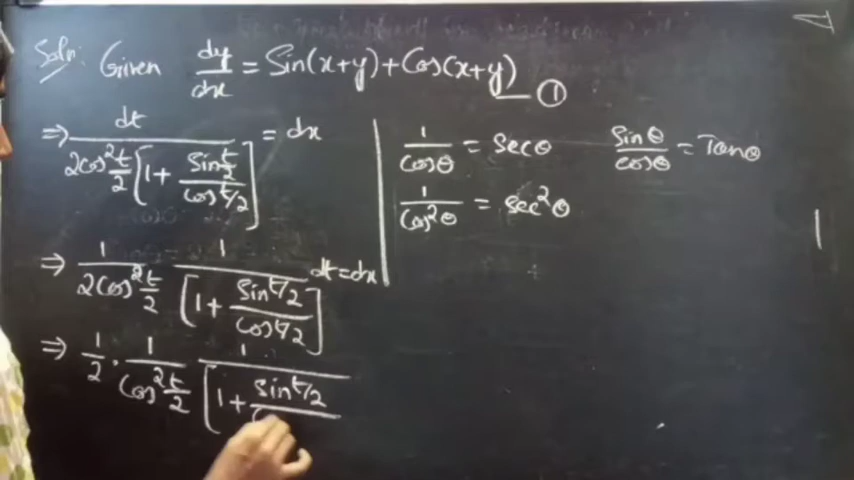 Soln: Given dy/dx = Sin(x+y) + Cos(x+y) — ①
⇒ dt / 2cos² t/2 [1 + Sin t/2 / cos t/2] = dx
⇒ 1 / 2cos² t/2 · 1 / [1 + Sin t/2 / cos t/2] dt = dx
⇒ 1/2 · 1 / cos² t/2 · 1 / [1 + Sin t/2
1/cosθ = secθ Sinθ/cosθ = Tanθ
1/cos²θ = sec²θ